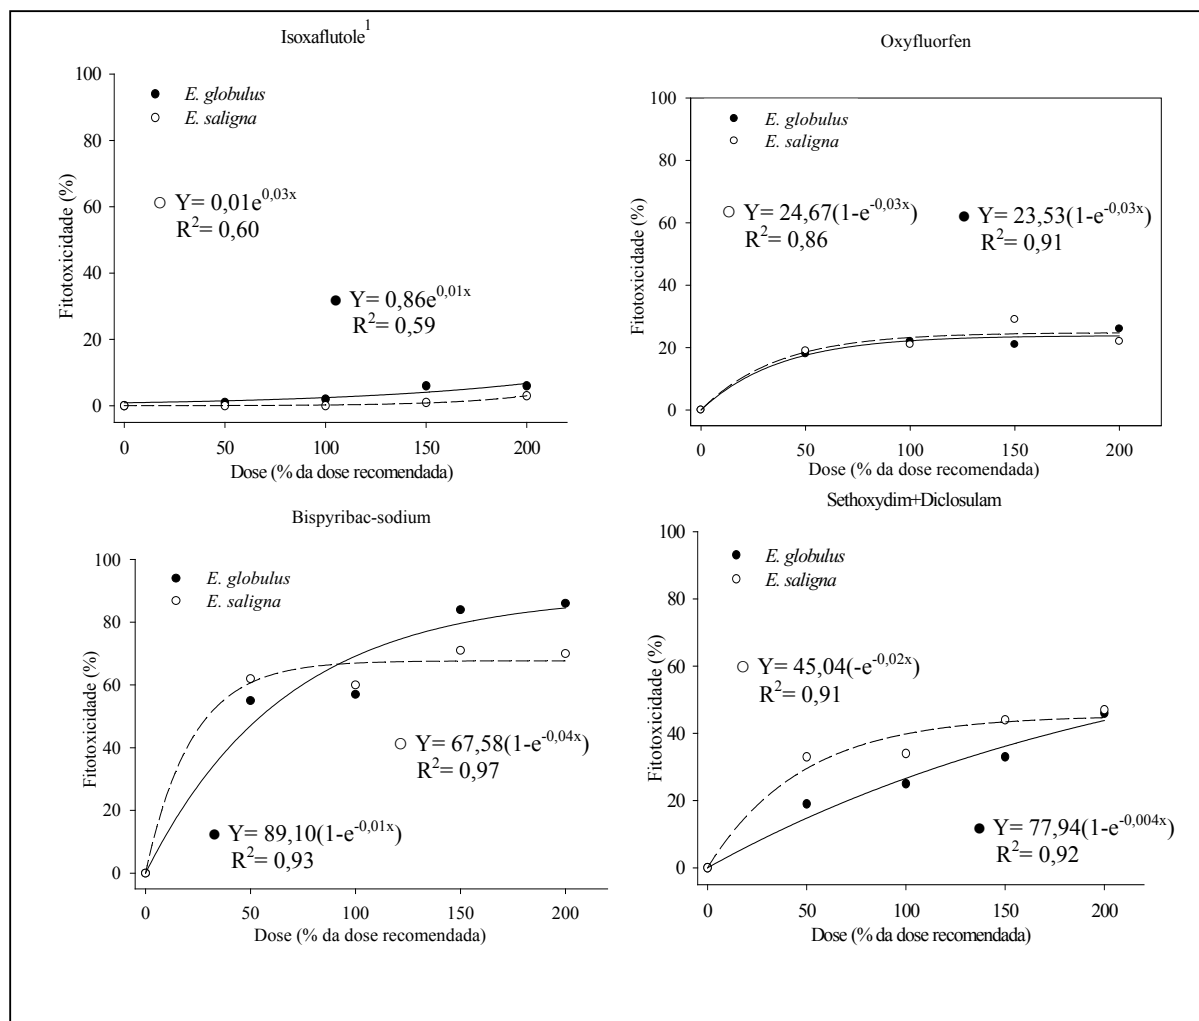 Isoxaflutole¹
100
80
60
40
20
0
Fitotoxicidade (%)
E. globulus
E. saligna
Y= 0,01e^0,03x
R²= 0,60
Y= 0,86e^0,01x
R²= 0,59
0 50 100 150 200
Dose (% da dose recomendada)
Oxyfluorfen
100
80
60
40
20
0
Fitotoxicidade (%)
E. globulus
E. saligna
Y= 24,67(1-e^-0,03x)
R²= 0,86
Y= 23,53(1-e^-0,03x)
R²= 0,91
0 50 100 150 200
Dose (% da dose recomendada)
Bispyribac-sodium
100
80
60
40
20
0
Fitotoxicidade (%)
E. globulus
E. saligna
Y= 67,58(1-e^-0,04x)
R²= 0,97
Y= 89,10(1-e^-0,01x)
R²= 0,93
0 50 100 150 200
Dose (% da dose recomendada)
Sethoxydim+Diclosulam
100
80
60
40
20
0
Fitotoxicidade (%)
E. globulus
E. saligna
Y= 45,04(-e^-0,02x)
R²= 0,91
Y= 77,94(1-e^-0,004x)
R²= 0,92
0 50 100 150 200
Dose (% da dose recomendada)